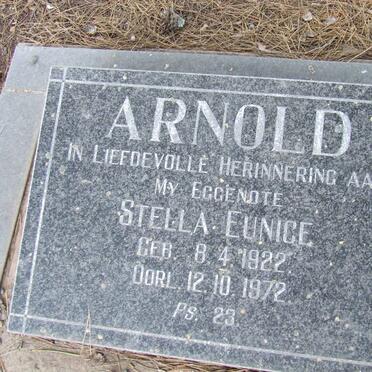 ARNOLD
IN LIEFDEVOLLE HERINNERING AA
MY EGGENOTE
STELLA EUNICE
GEB. 8.4.1922.
OORL. 12.10.1972.
Ps. 23.